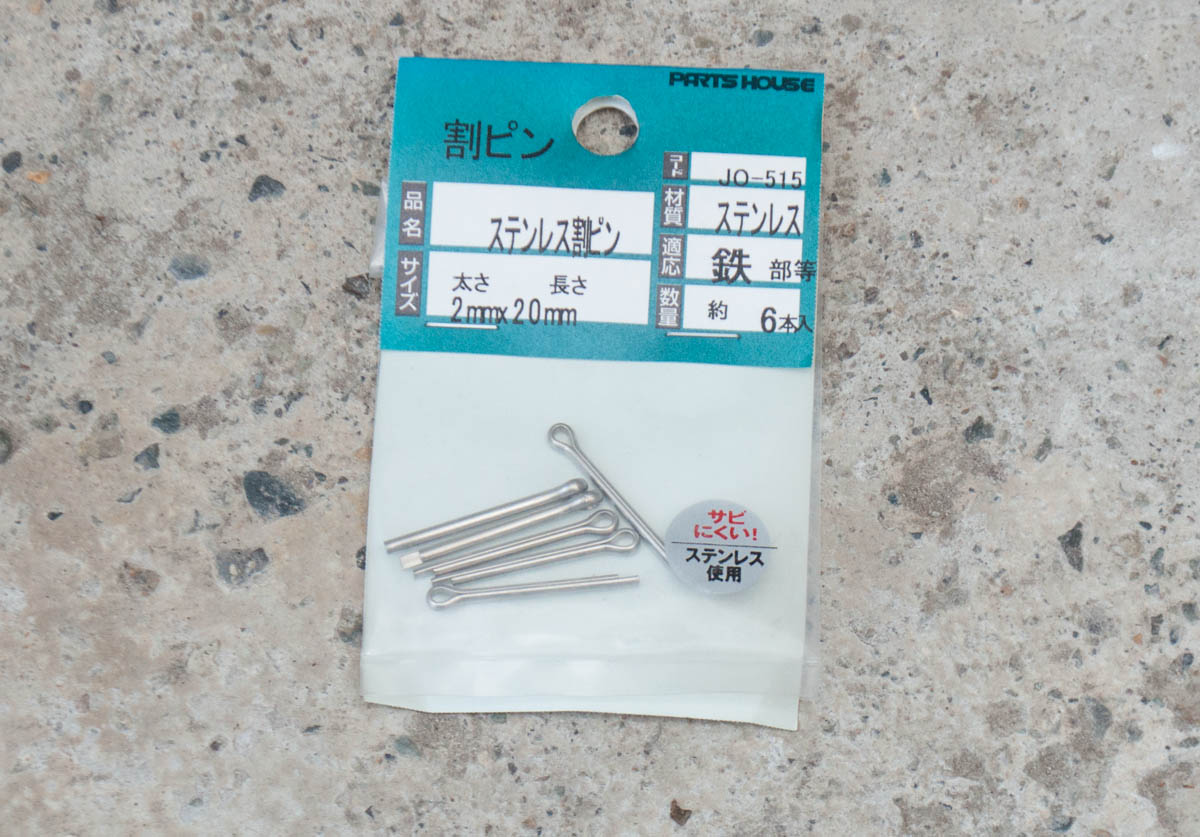 PARTS HOUSE
割ピン
コード JO-515
品名 ステンレス割ピン
材質 ステンレス
適応 鉄 部等
サイズ 太さ 長さ
2mm×20mm
数量 約 6本入
サビ
にくい!
ステンレス
使用